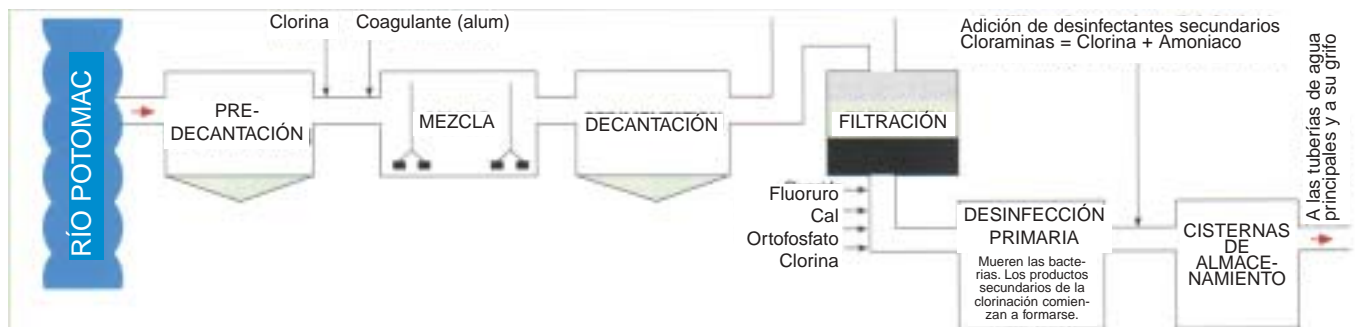 Clorina
Coagulante (alum)
Adición de desinfectantes secundarios
Cloraminas = Clorina + Amoniaco
RÍO POTOMAC
PRE-
DECANTACIÓN
MEZCLA
DECANTACIÓN
FILTRACIÓN
Fluoruro
Cal
Ortofosfato
Clorina
DESINFECCIÓN
PRIMARIA
Mueren las bacte-
rias. Los productos
secundarios de la
clorinación comien-
zan a formarse.
CISTERNAS
DE
ALMACE-
NAMIENTO
A las tuberías de agua
principales y a su grifo